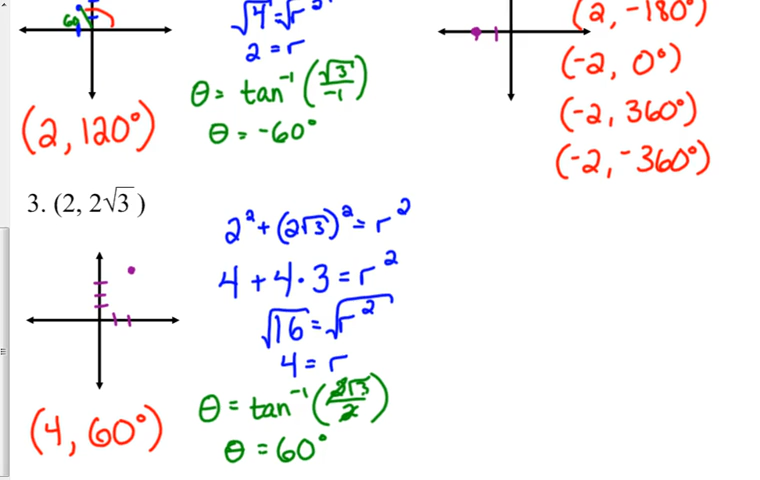 60
√4 = √r²
2 = r
θ = tan⁻¹(√3/-1)
θ = -60°
(2, 120°)
(2, -180°)
(-2, 0°)
(-2, 360°)
(-2, -360°)
3. (2, 2√3)
2² + (2√3)² = r²
4 + 4·3 = r²
√16 = √r²
4 = r
θ = tan⁻¹(2√3/2)
θ = 60°
(4, 60°)